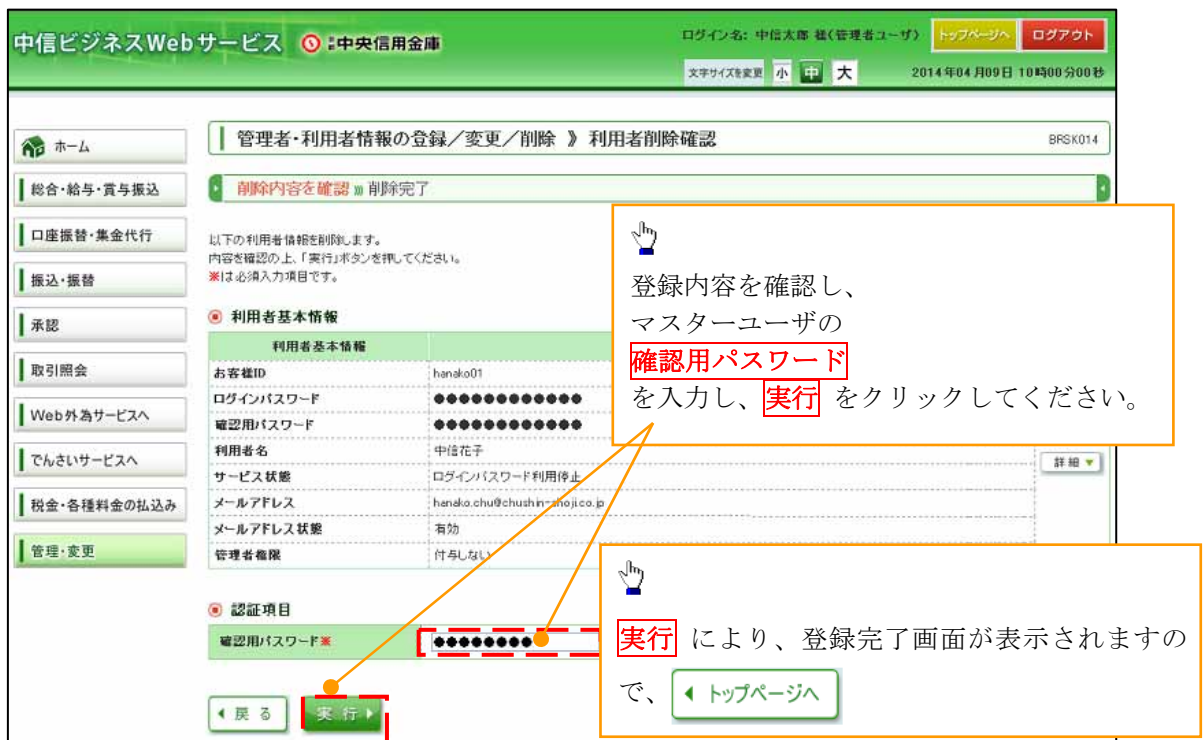 中信ビジネスWebサービス 中央信用金庫
ログイン名: 中信太郎 様(管理者ユーザ) トップページへ ログアウト
文字サイズを変更 小 中 大 2014年04月09日 10時00分00秒
ホーム
総合・給与・賞与振込
口座振替・集金代行
振込・振替
承認
取引照会
Web外為サービスへ
でんさいサービスへ
税金・各種料金の払込み
管理・変更
管理者・利用者情報の登録／変更／削除 》 利用者削除確認 BRSK014
削除内容を確認 》 削除完了
以下の利用者情報を削除します。
内容を確認の上、「実行」ボタンを押してください。
※は必須入力項目です。
利用者基本情報
利用者基本情報
お客様ID hanako01
ログインパスワード ●●●●●●●●●●●●
確認用パスワード ●●●●●●●●●●●●
利用者名 中信花子
サービス状態 ログインパスワード利用停止
メールアドレス hanako.chu@chushin-shoji.co.jp
メールアドレス状態 有効
管理者権限 付与しない
詳細 ▼
認証項目
確認用パスワード※ ●●●●●●●●
戻る 実行
登録内容を確認し、
マスターユーザの
確認用パスワード
を入力し、実行 をクリックしてください。
実行 により、登録完了画面が表示されますの
で、 トップページへ